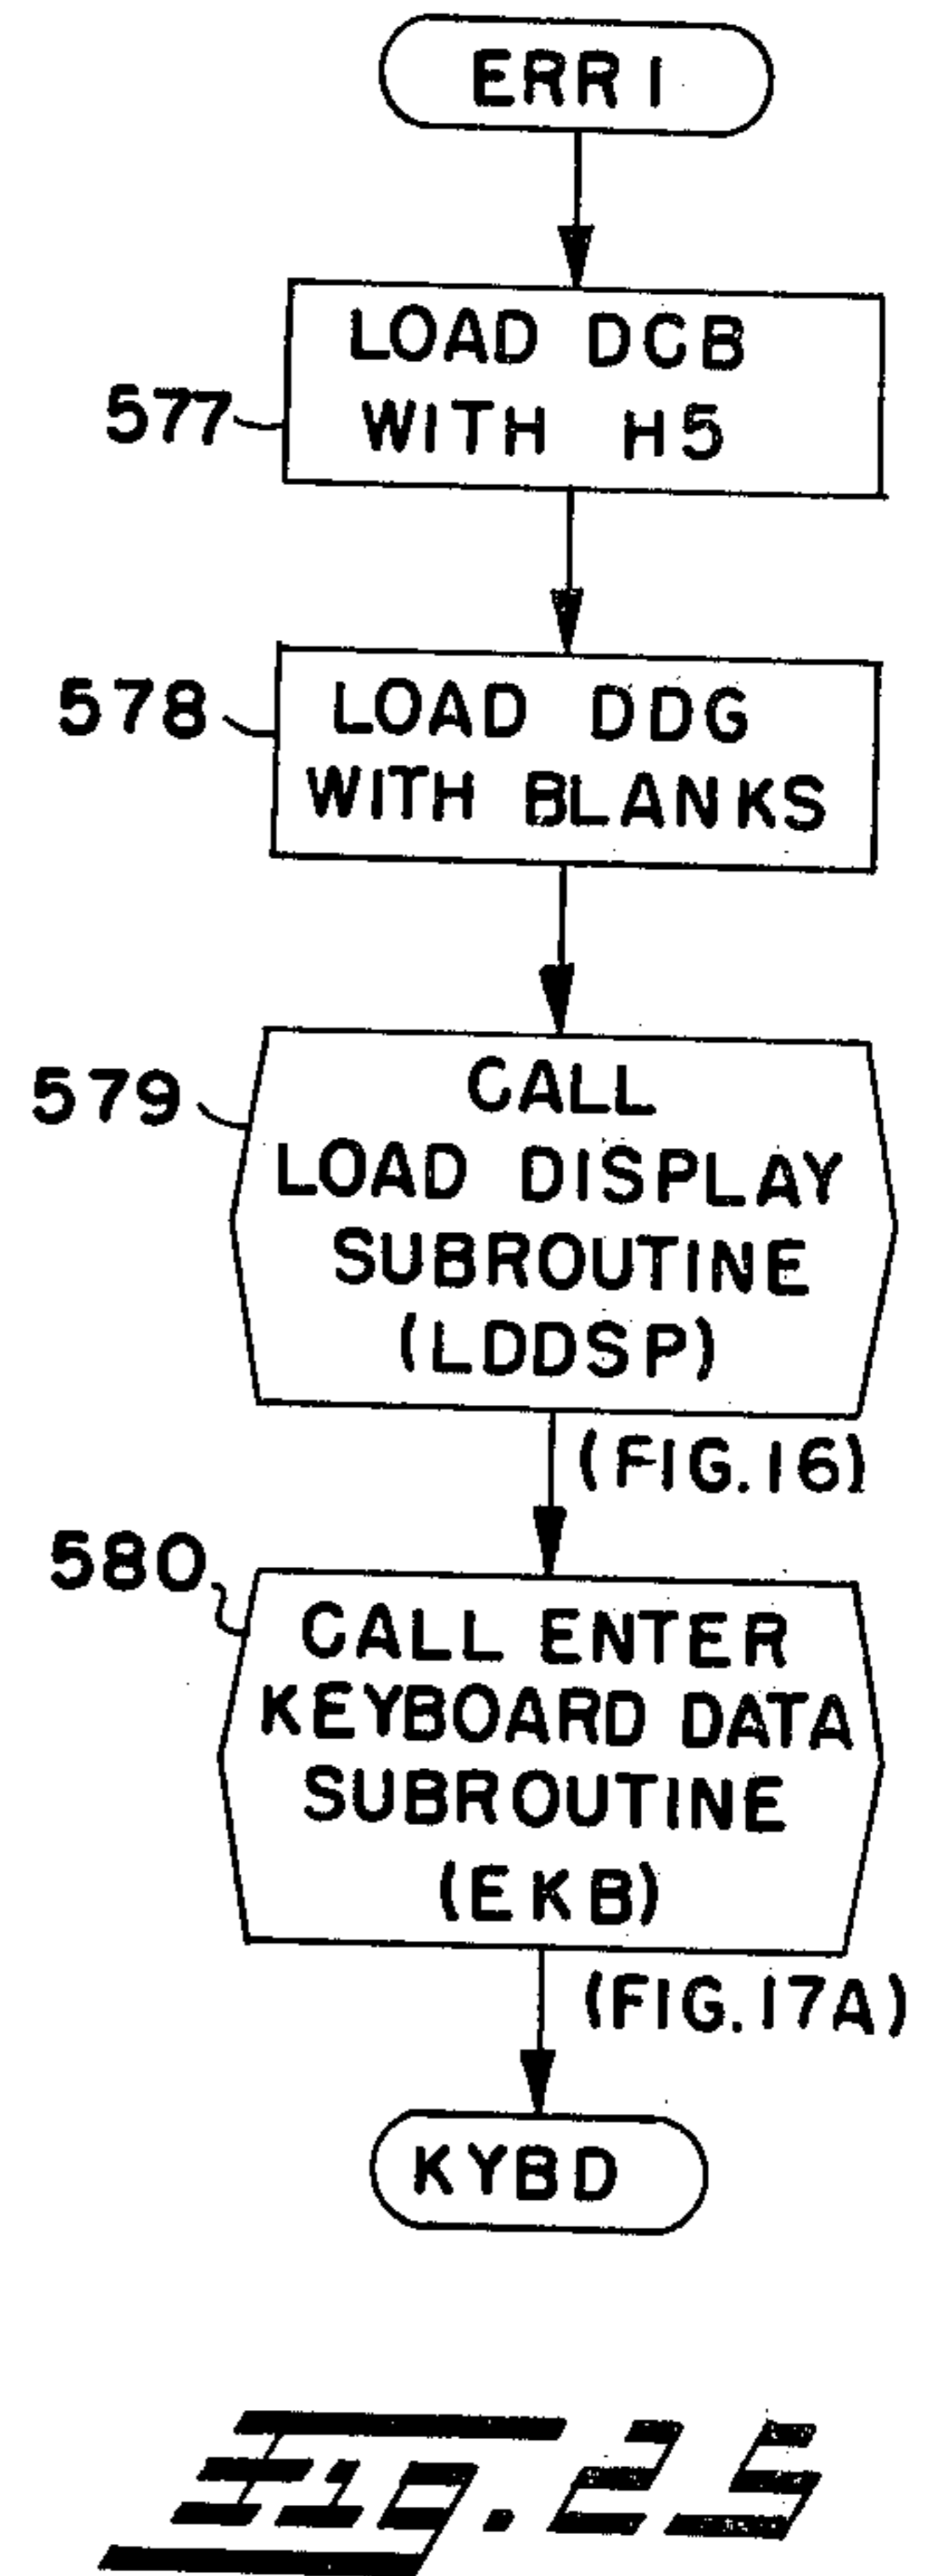 ERR 1
LOAD DCB
WITH H5
577
LOAD DDG
WITH BLANKS
578
CALL
LOAD DISPLAY
SUBROUTINE
(LDDSP)
579
(FIG. 16)
CALL ENTER
KEYBOARD DATA
SUBROUTINE
(EKB)
580
(FIG. 17A)
KYBD
Fig. 25